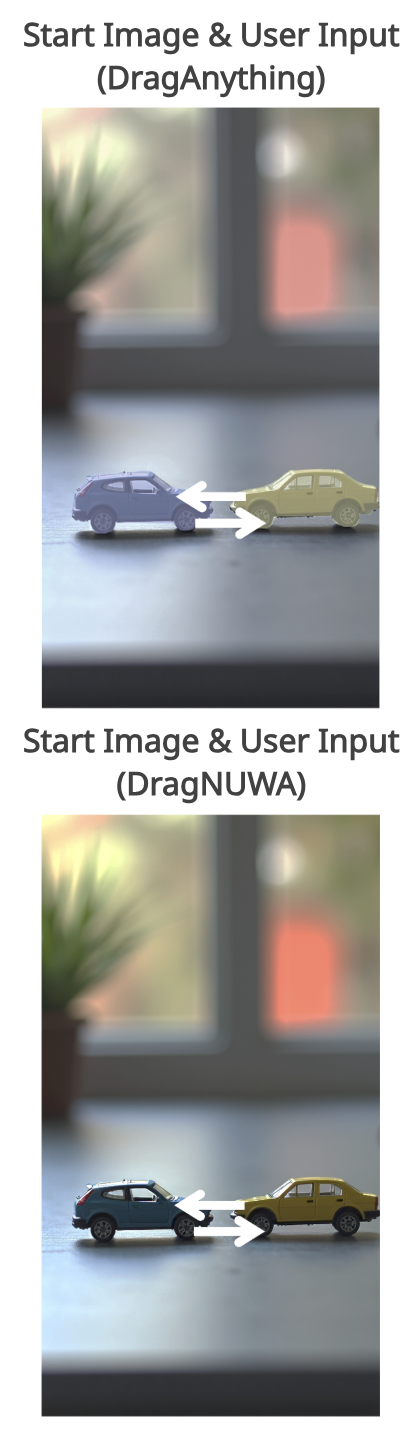 Start Image & User Input
(DragAnything)
Start Image & User Input
(DragNUWA)